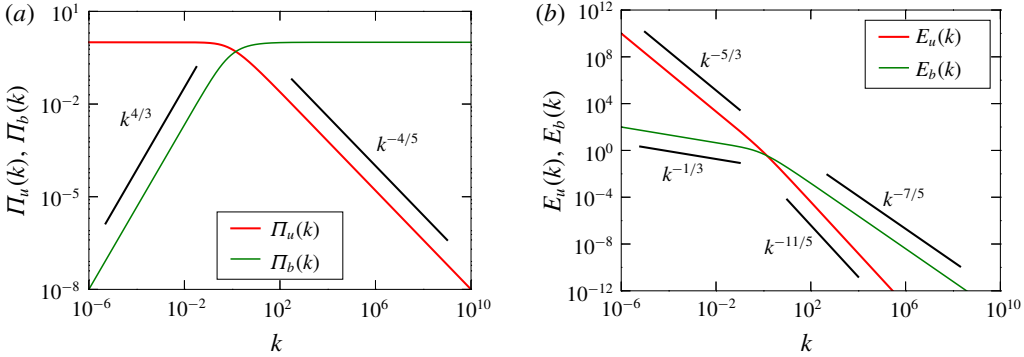 (a)
10^1
10^{-2}
10^{-5}
10^{-8}
Π_u(k), Π_b(k)
k^{4/3}
k^{-4/5}
Π_u(k)
Π_b(k)
10^{-6} 10^{-2} 10^2 10^6 10^{10}
k
(b)
10^{12}
10^8
10^4
10^0
10^{-4}
10^{-8}
10^{-12}
E_u(k), E_b(k)
k^{-5/3}
E_u(k)
E_b(k)
k^{-1/3}
k^{-7/5}
k^{-11/5}
10^{-6} 10^{-2} 10^2 10^6 10^{10}
k